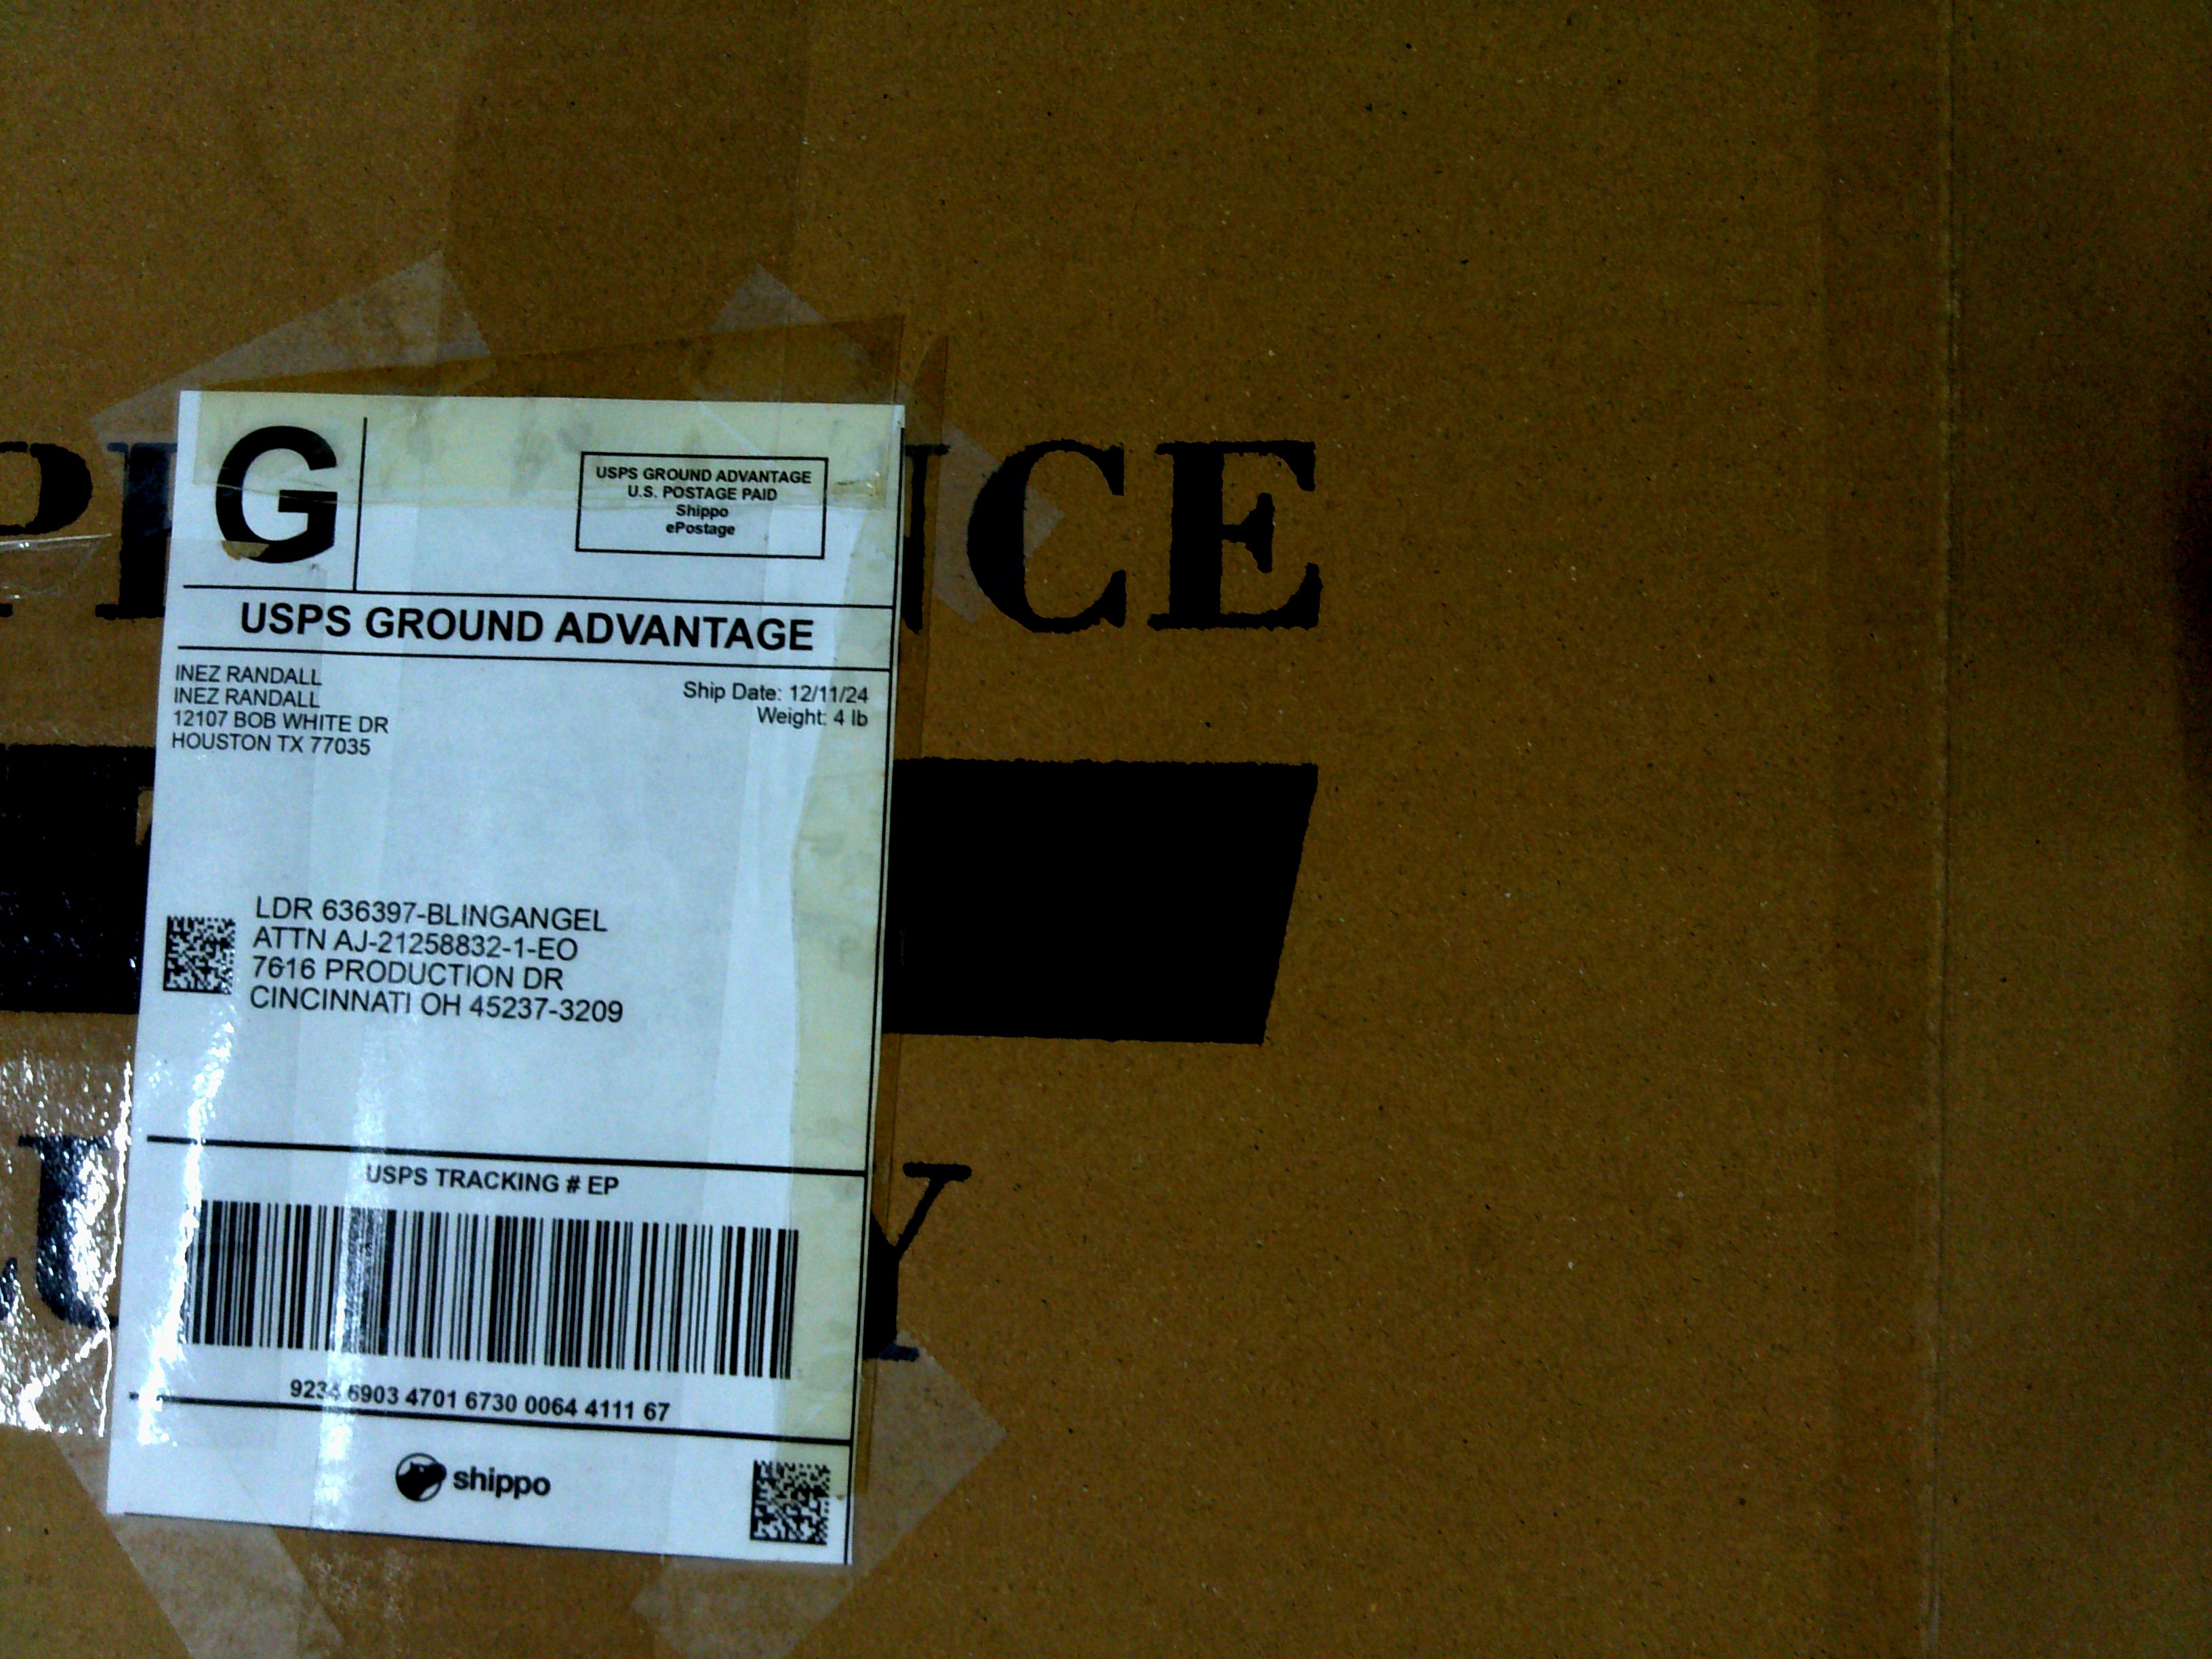 G
USPS GROUND ADVANTAGE
U.S. POSTAGE PAID
Shippo
ePostage
USPS GROUND ADVANTAGE
INEZ RANDALL
INEZ RANDALL
12107 BOB WHITE DR
HOUSTON TX 77035
Ship Date: 12/11/24
Weight: 4 lb
LDR 636397-BLINGANGEL
ATTN AJ-21258832-1-EO
7616 PRODUCTION DR
CINCINNATI OH 45237-3209
USPS TRACKING # EP
9234 6903 4701 6730 0064 4111 67
shippo
NCE
Y